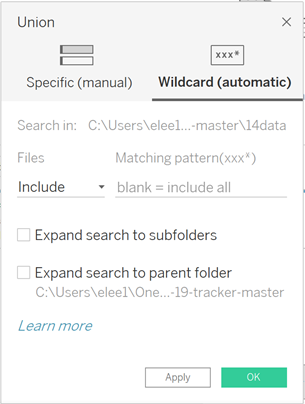 Union
xxx*
Specific (manual) Wildcard (automatic)
Search in: C:\Users\elee1...-master\14data
Files Matching pattern(xxx*)
Include blank = include all
Expand search to subfolders
Expand search to parent folder
C:\Users\elee1\One...-19-tracker-master
Learn more
Apply OK